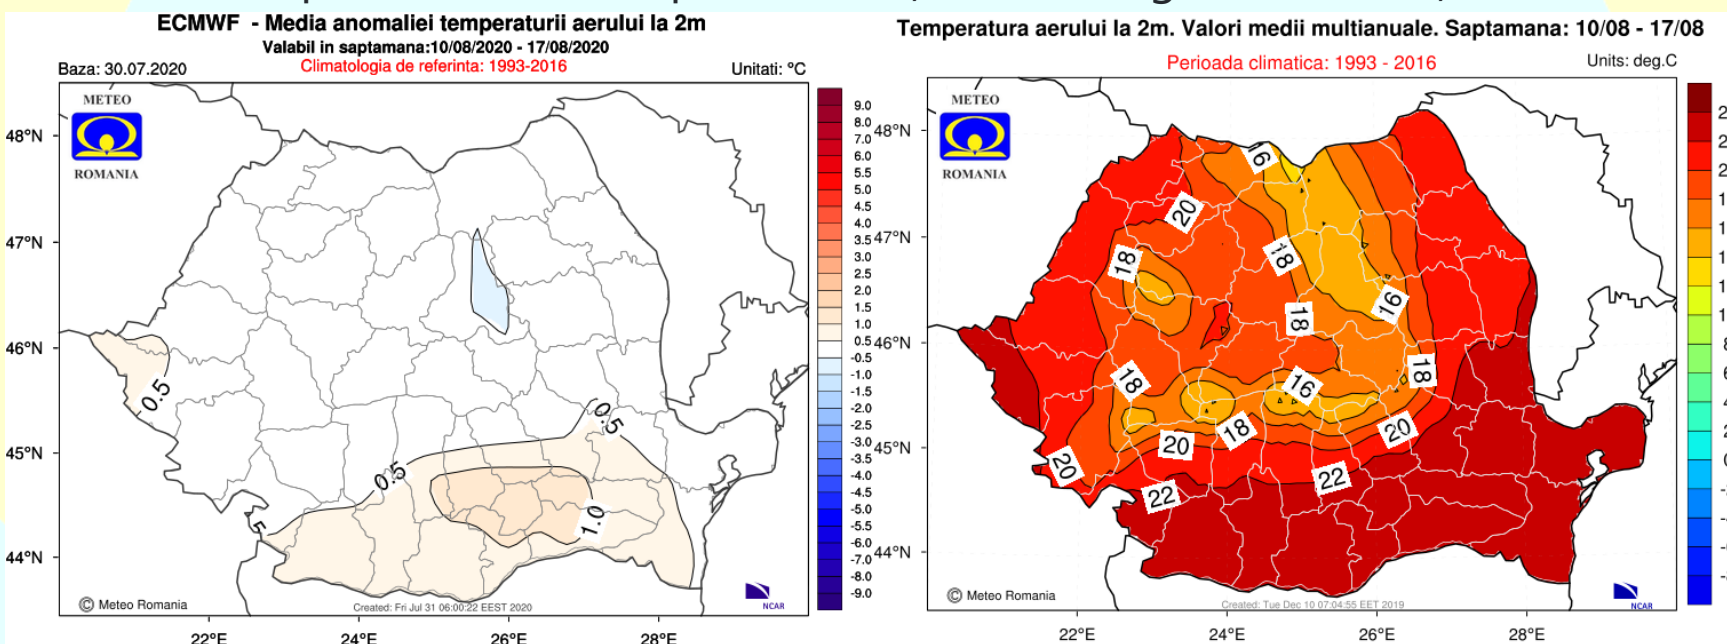 ECMWF - Media anomaliei temperaturii aerului la 2m
Valabil in saptamana:10/08/2020 - 17/08/2020
Baza: 30.07.2020
Climatologia de referinta: 1993-2016
Unitati: °C
METEO
ROMANIA
48°N
47°N
46°N
45°N
44°N
22°E
24°E
26°E
28°E
0.5
0.5
0.5
5
1.0
9.0
8.0
7.0
6.0
5.5
5.0
4.5
4.0
3.5
3.0
2.5
2.0
1.5
1.0
0.5
-0.5
-1.0
-1.5
-2.0
-2.5
-3.0
-3.5
-4.0
-4.5
-5.0
-5.5
-6.0
-7.0
-8.0
-9.0
© Meteo Romania
Created: Fri Jul 31 06:00:22 EEST 2020
NCAR
Temperatura aerului la 2m. Valori medii multianuale. Saptamana: 10/08 - 17/08
Perioada climatica: 1993 - 2016
Units: deg.C
METEO
ROMANIA
48°N
47°N
46°N
45°N
44°N
22°E
24°E
26°E
28°E
16
20
18
18
16
18
18
16
18
18
20
20
20
22
22
© Meteo Romania
Created: Tue Dec 10 07:04:55 EET 2019
NCAR